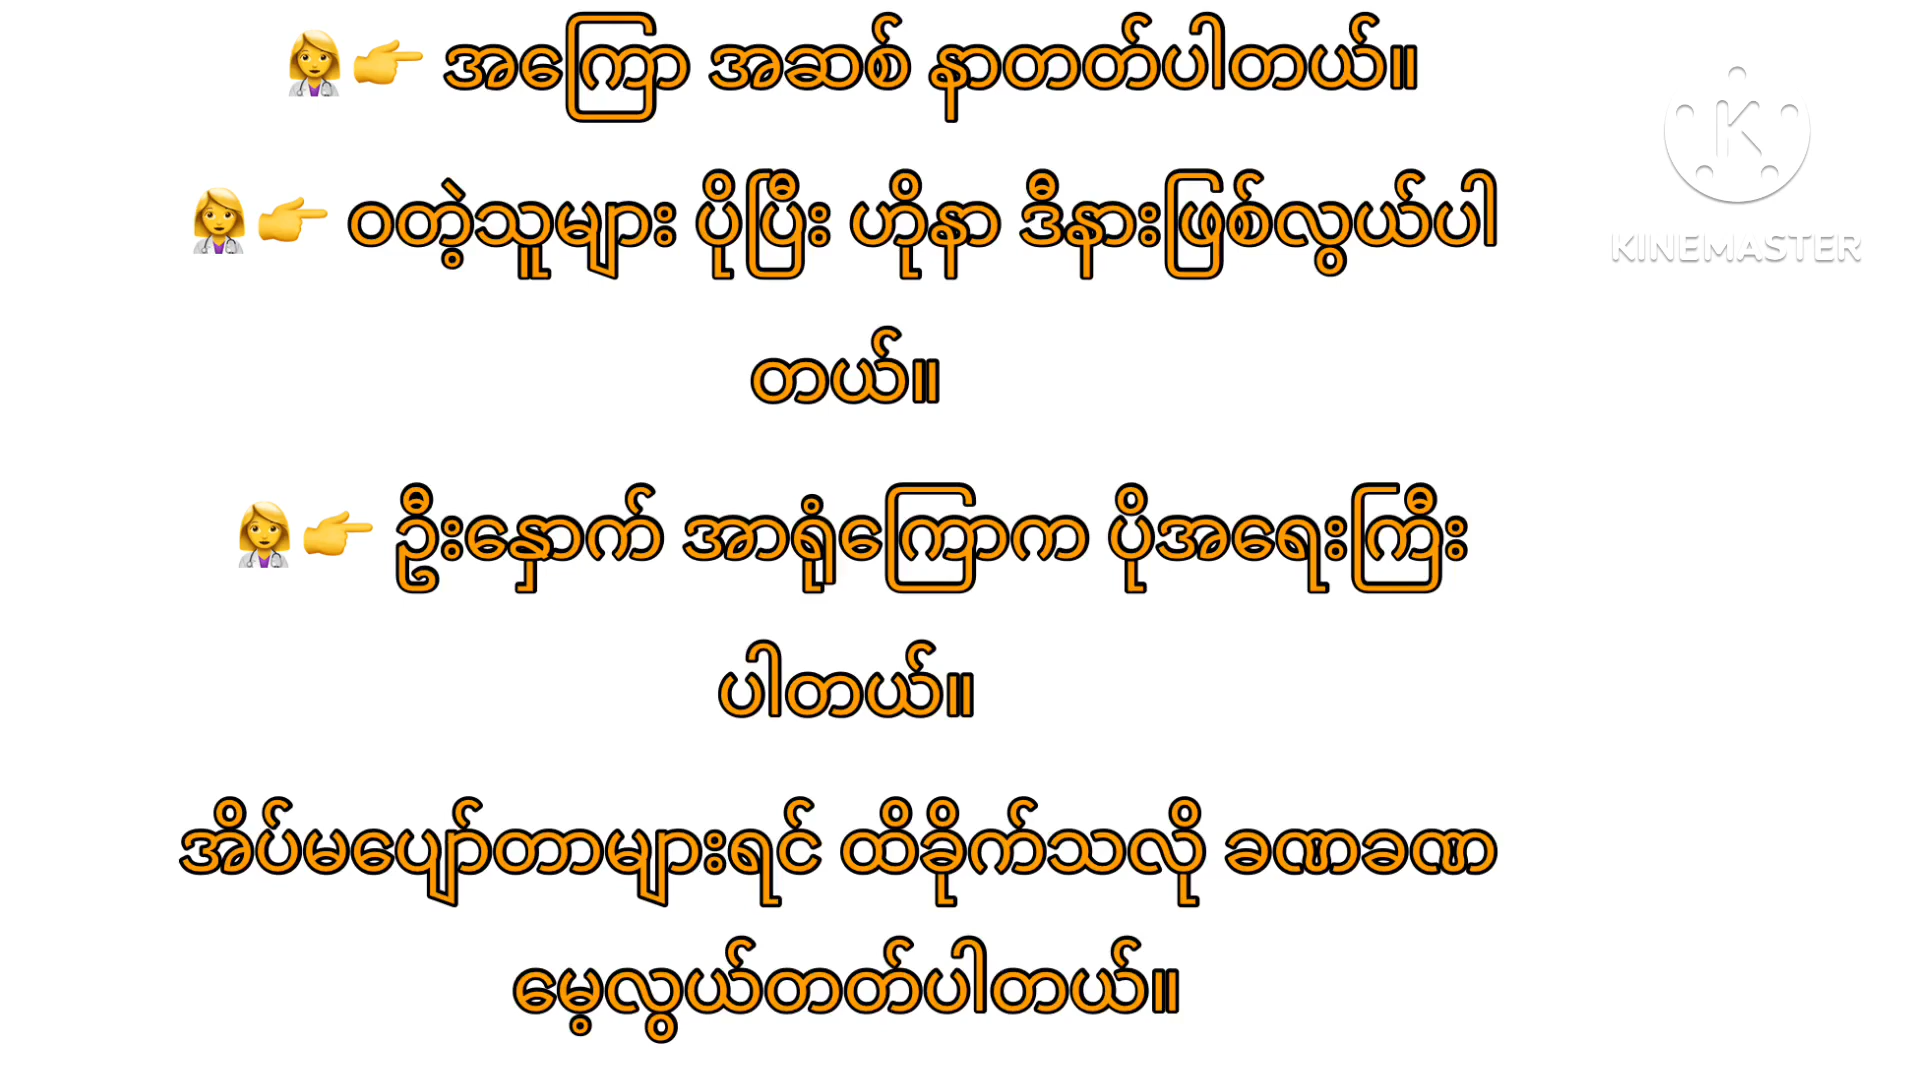 👩‍⚕️👉 အကြော အဆစ် နာတတ်ပါတယ်။
👩‍⚕️👉 ဝတဲ့သူများ ပိုပြီး ဟိုနာ ဒီနားဖြစ်လွယ်ပါ
တယ်။
👩‍⚕️👉 ဦးနှောက် အာရုံကြောက ပိုအရေးကြီး
ပါတယ်။
အိပ်မပျော်တာများရင် ထိခိုက်သလို ခဏခဏ
မေ့လွယ်တတ်ပါတယ်။
KINEMASTER